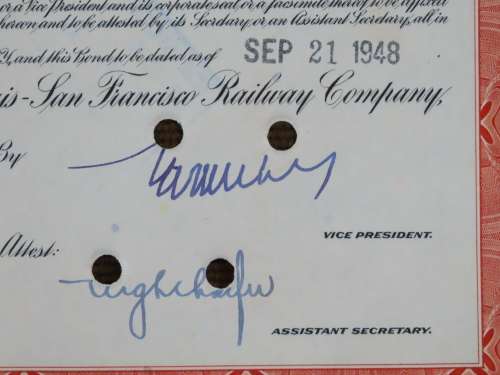 or a Vice President and its corporate seal or a facsimile thereof to be affixed
hereon and to be attested by its Secretary or an Assistant Secretary, all in
and this Bond to be dated as of SEP 21 1948
is-San Francisco Railway Company,
By
VICE PRESIDENT.
Attest:
ASSISTANT SECRETARY.